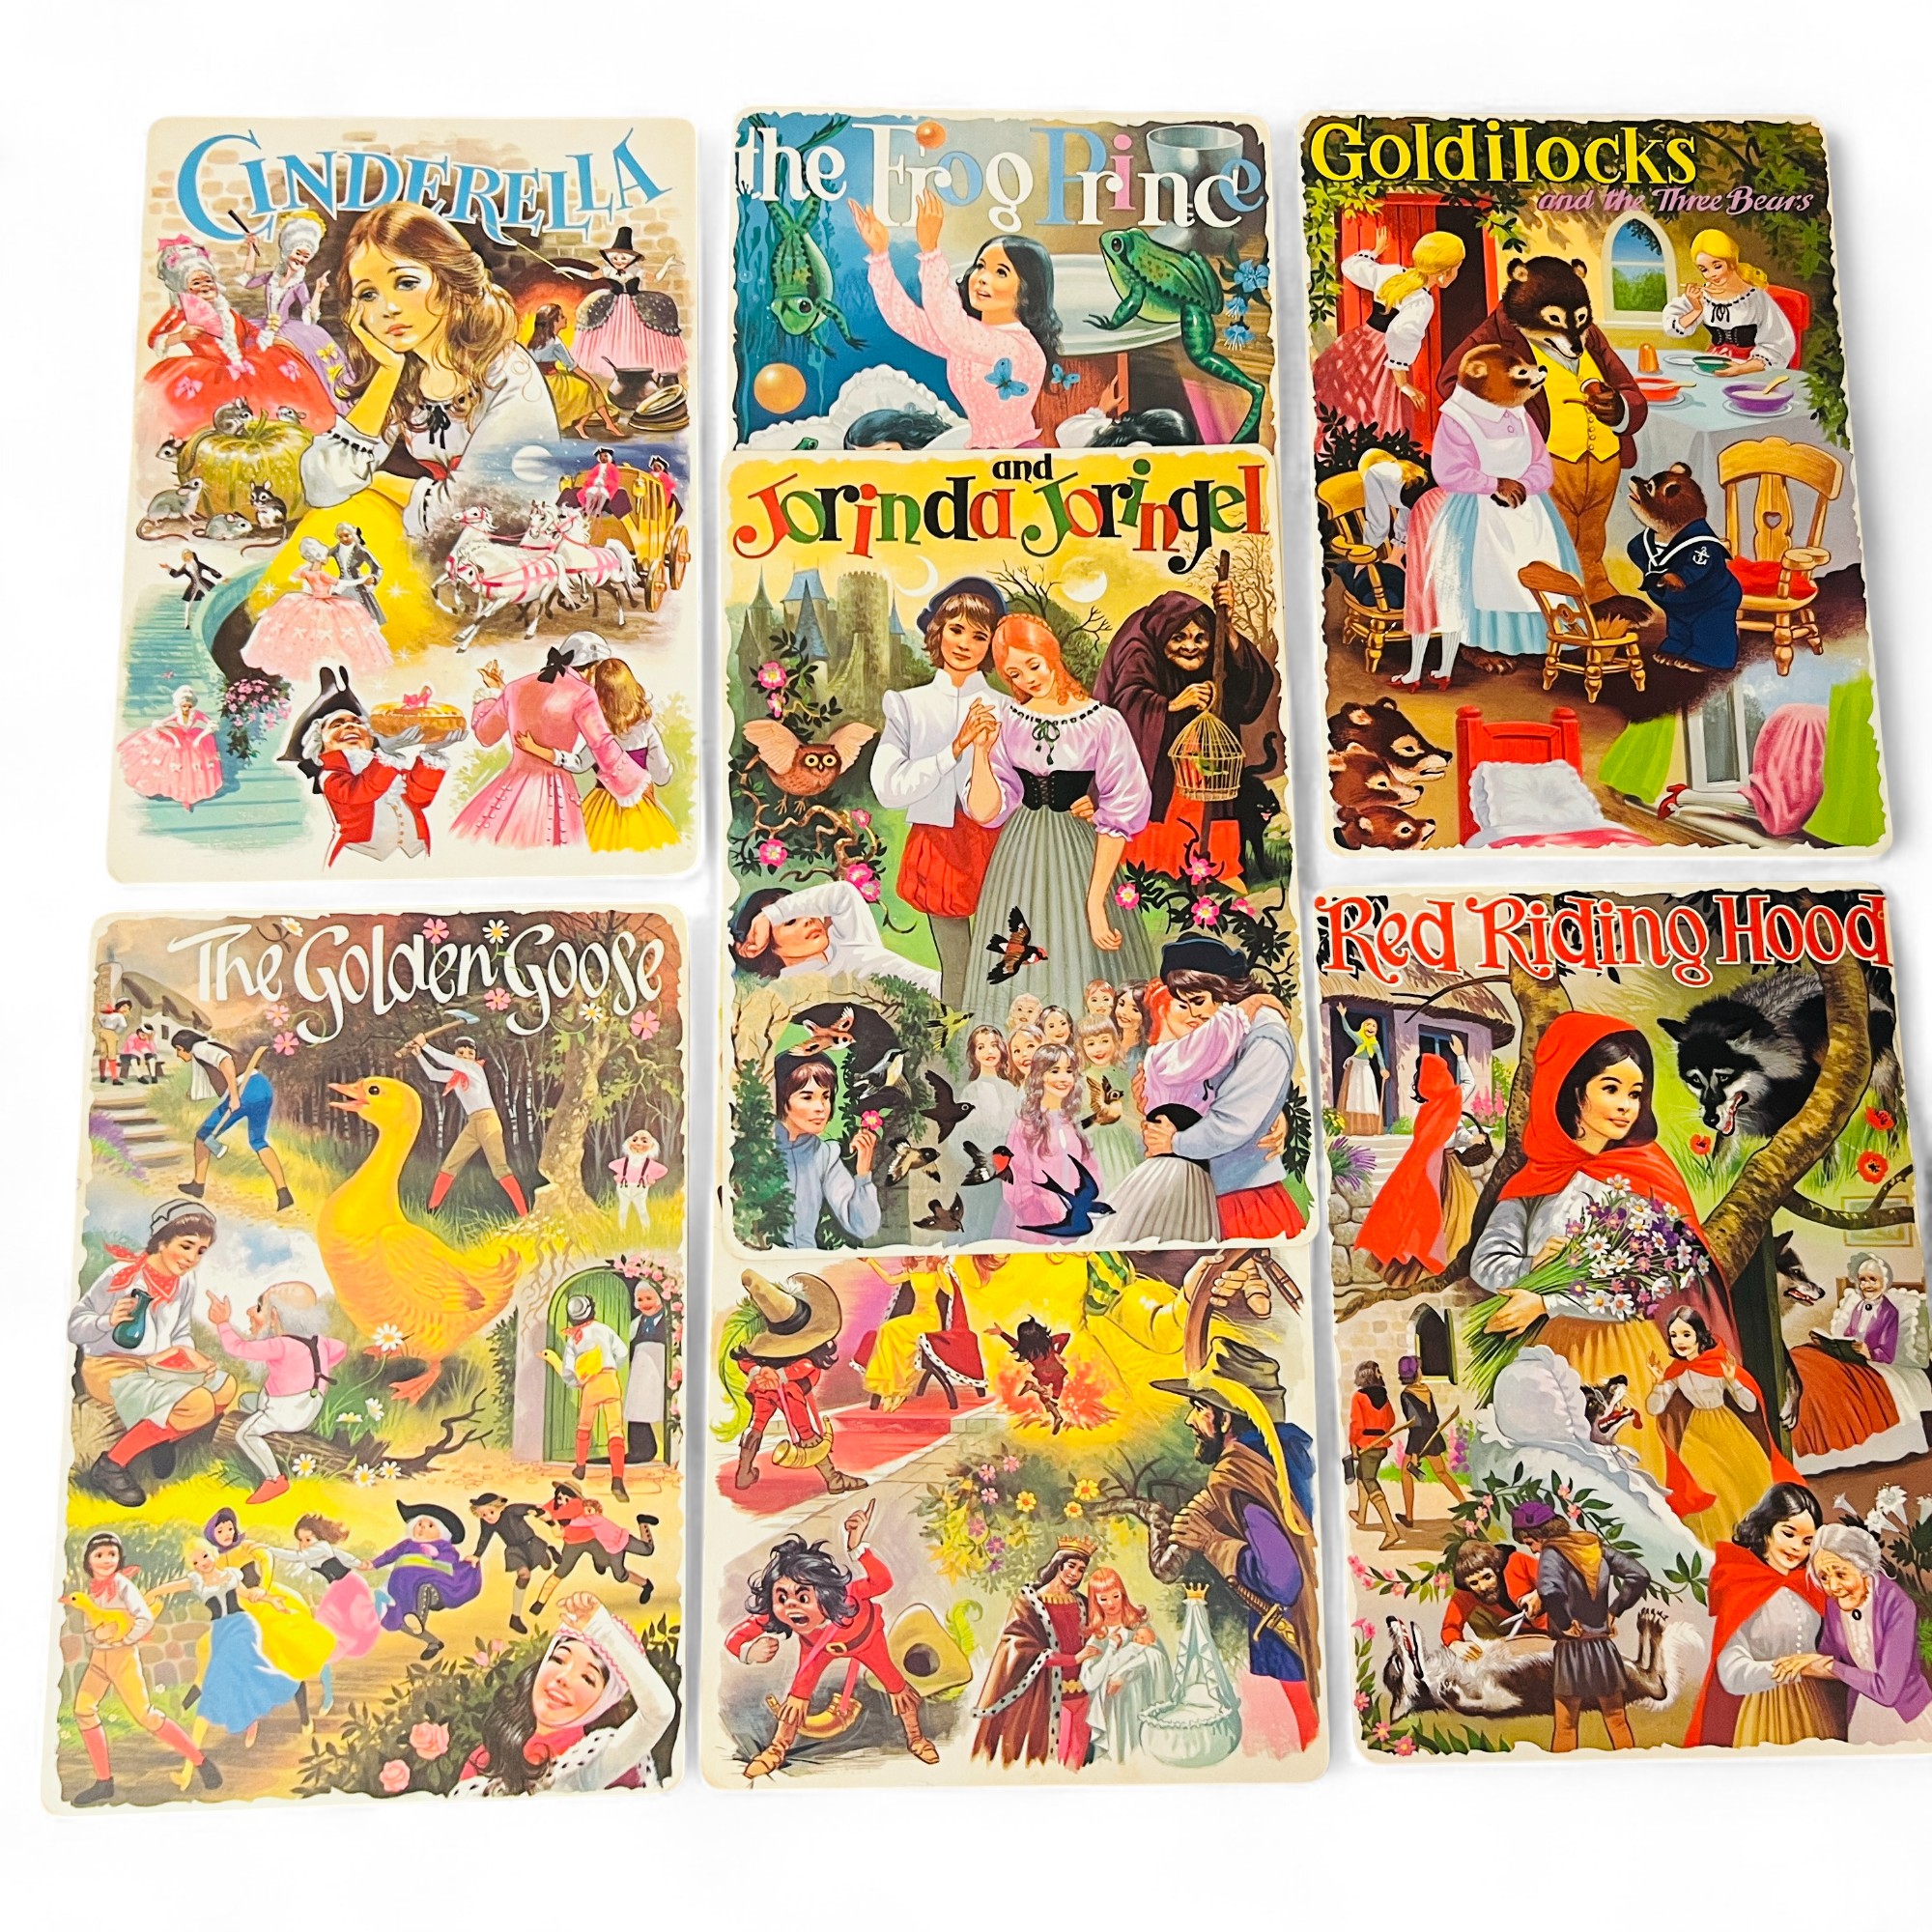 CINDERELLA
the Frog Prince
Goldilocks
and the Three Bears
Jorinda and Joringel
The Golden Goose
Red Riding Hood